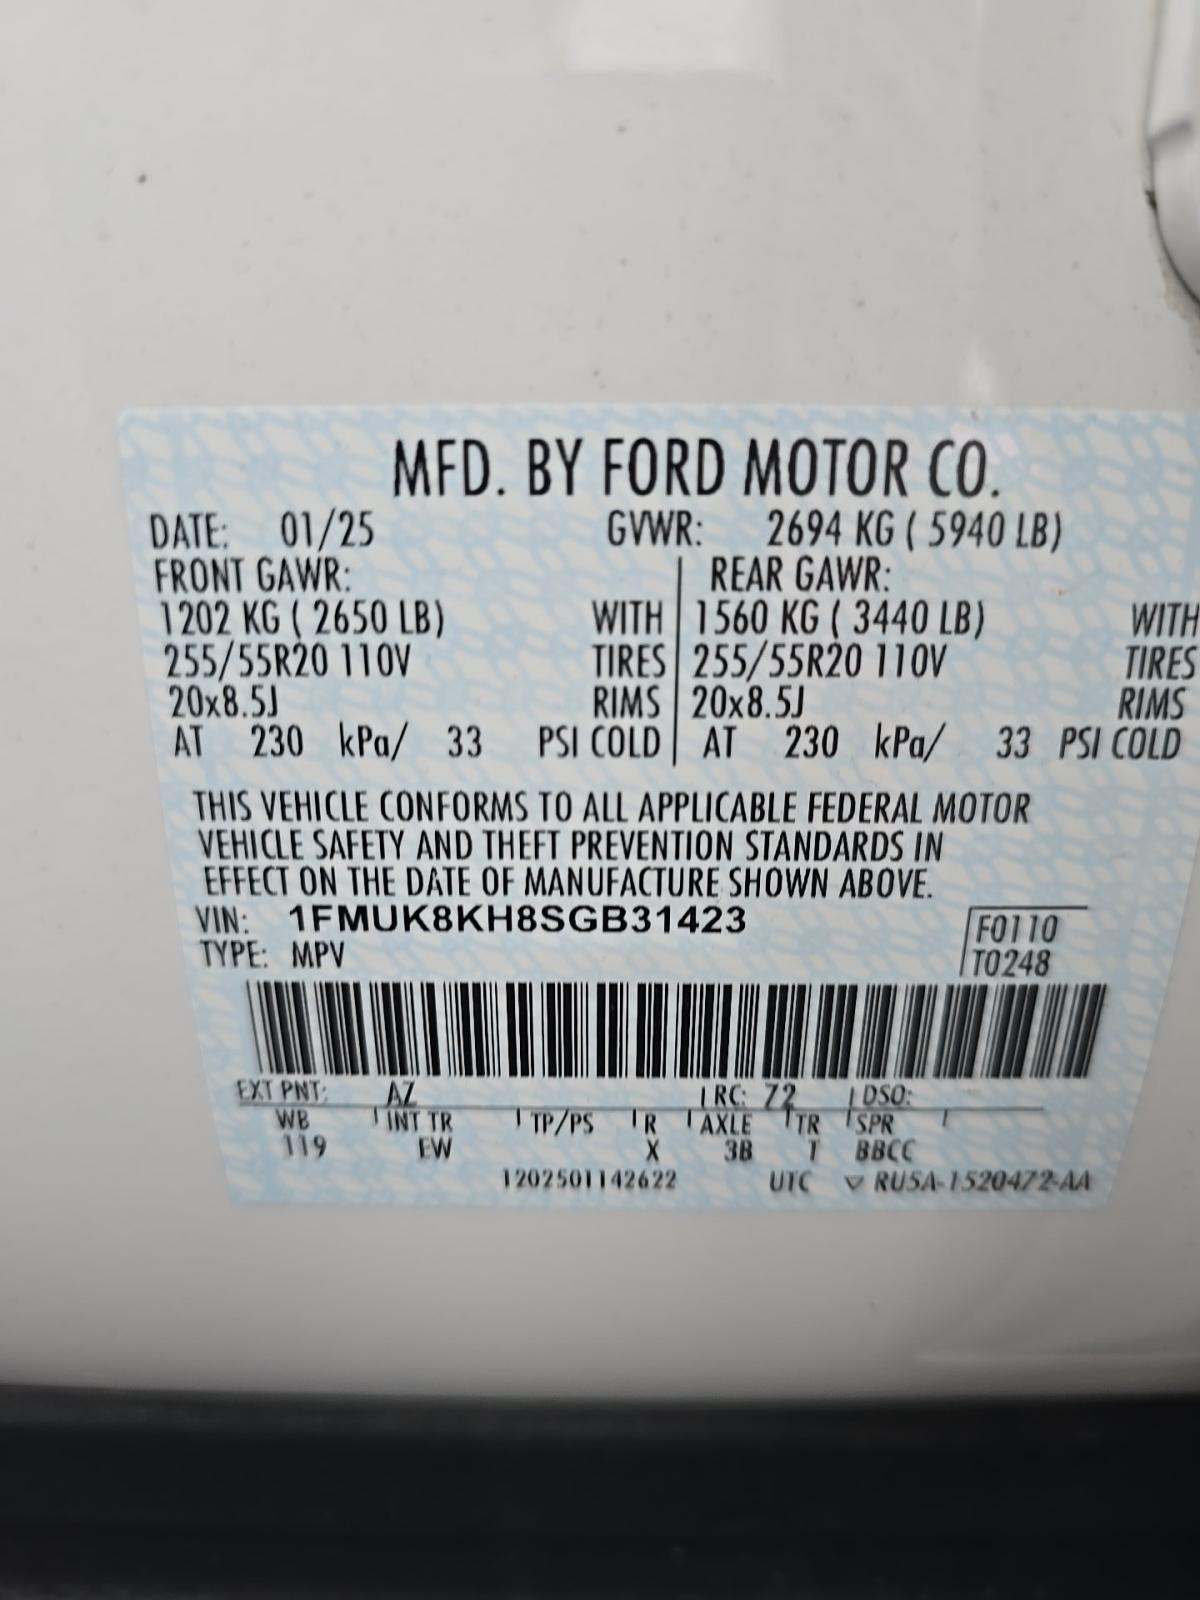 MFD. BY FORD MOTOR CO.
DATE: 01/25 GVWR: 2694 KG ( 5940 LB)
FRONT GAWR: REAR GAWR:
1202 KG ( 2650 LB) WITH 1560 KG ( 3440 LB) WITH
255/55R20 110V TIRES 255/55R20 110V TIRES
20x8.5J RIMS 20x8.5J RIMS
AT 230 kPa/ 33 PSI COLD AT 230 kPa/ 33 PSI COLD
THIS VEHICLE CONFORMS TO ALL APPLICABLE FEDERAL MOTOR
VEHICLE SAFETY AND THEFT PREVENTION STANDARDS IN
EFFECT ON THE DATE OF MANUFACTURE SHOWN ABOVE.
VIN: 1FMUK8KH8SGB31423 F0110
TYPE: MPV T0248
EXT PNT: AZ RC: 72 DSO:
WB INT TR TP/PS R AXLE TR SPR
119 EW X 3B T BBCC
1202501142622 UTC ▽ RU5A-1520472-AA